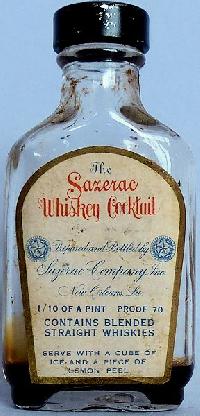 The
Sazerac
Whiskey Cocktail
Blended and Bottled by
Sazerac Company Inc.
New Orleans, La.
1/10 OF A PINT PROOF 70
CONTAINS BLENDED
STRAIGHT WHISKIES
SERVE WITH A CUBE OF
ICE AND A PIECE OF
LEMON PEEL